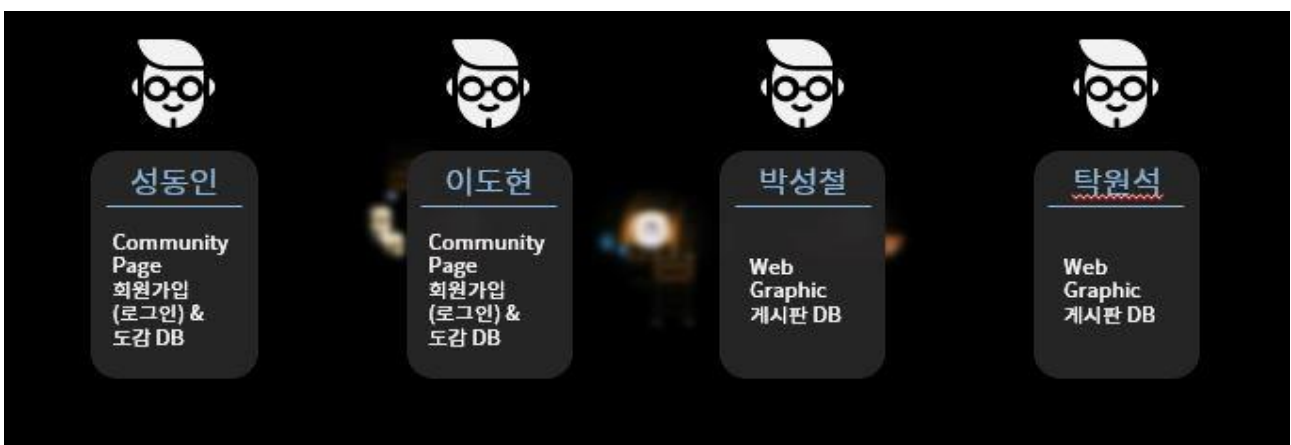 성동인
Community
Page
회원가입
(로그인) &
도감 DB
이도현
Community
Page
회원가입
(로그인) &
도감 DB
박성철
Web
Graphic
게시판 DB
탁원석
Web
Graphic
게시판 DB